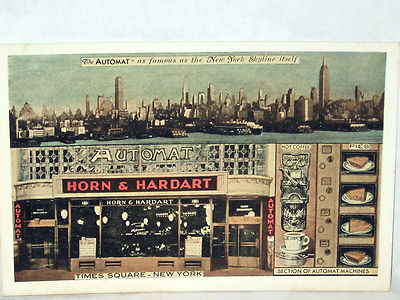 The AUTOMAT - as famous as the New York Skyline itself
AUTOMAT
HORN & HARDART
HORN & HARDART
AUTOMAT
AUTOMAT
HOT COFFEE
PIES
TIMES SQUARE - NEW YORK
SECTION OF AUTOMAT MACHINES